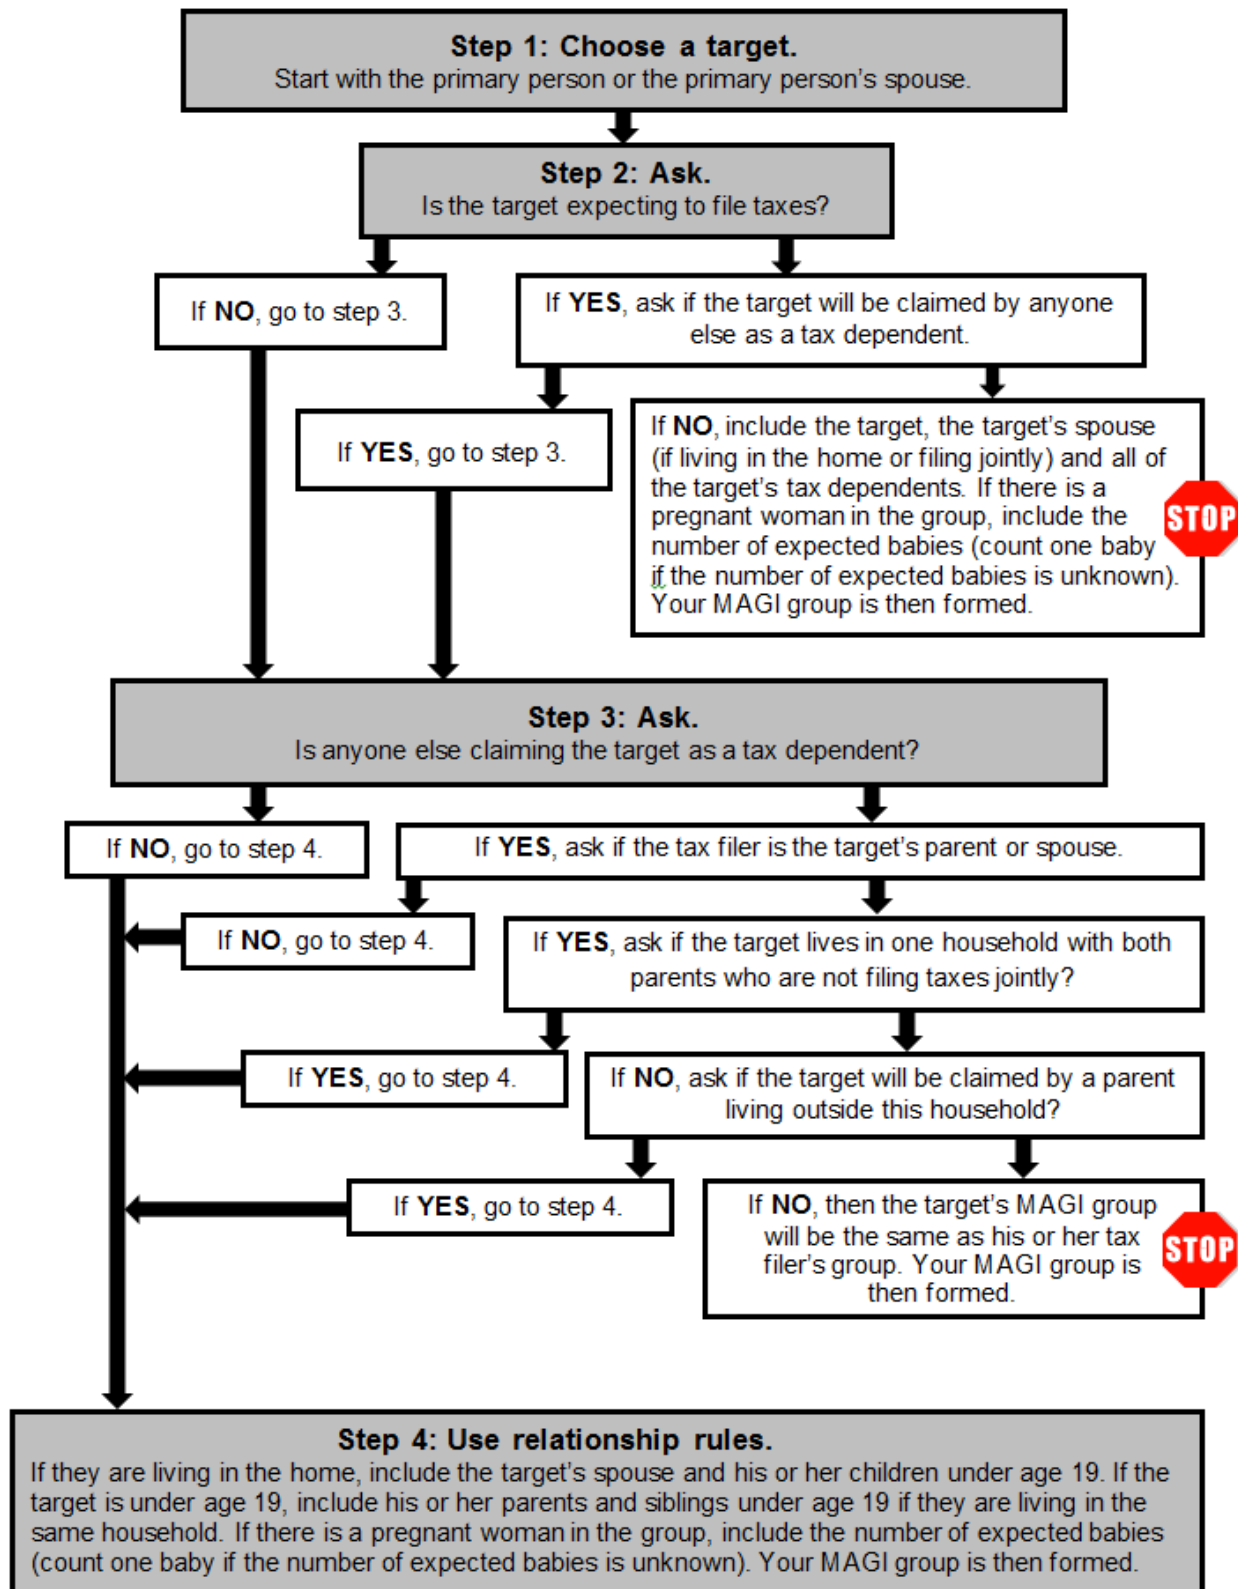 Step 1: Choose a target.
Start with the primary person or the primary person's spouse.
Step 2: Ask.
Is the target expecting to file taxes?
If NO, go to step 3.
If YES, ask if the target will be claimed by anyone
else as a tax dependent.
If YES, go to step 3.
If NO, include the target, the target's spouse
(if living in the home or filing jointly) and all of
the target's tax dependents. If there is a
pregnant woman in the group, include the
number of expected babies (count one baby
if the number of expected babies is unknown).
Your MAGI group is then formed.
STOP
Step 3: Ask.
Is anyone else claiming the target as a tax dependent?
If NO, go to step 4.
If YES, ask if the tax filer is the target's parent or spouse.
If NO, go to step 4.
If YES, ask if the target lives in one household with both
parents who are not filing taxes jointly?
If YES, go to step 4.
If NO, ask if the target will be claimed by a parent
living outside this household?
If YES, go to step 4.
If NO, then the target's MAGI group
will be the same as his or her tax
filer's group. Your MAGI group is
then formed.
STOP
Step 4: Use relationship rules.
If they are living in the home, include the target's spouse and his or her children under age 19. If the
target is under age 19, include his or her parents and siblings under age 19 if they are living in the
same household. If there is a pregnant woman in the group, include the number of expected babies
(count one baby if the number of expected babies is unknown). Your MAGI group is then formed.